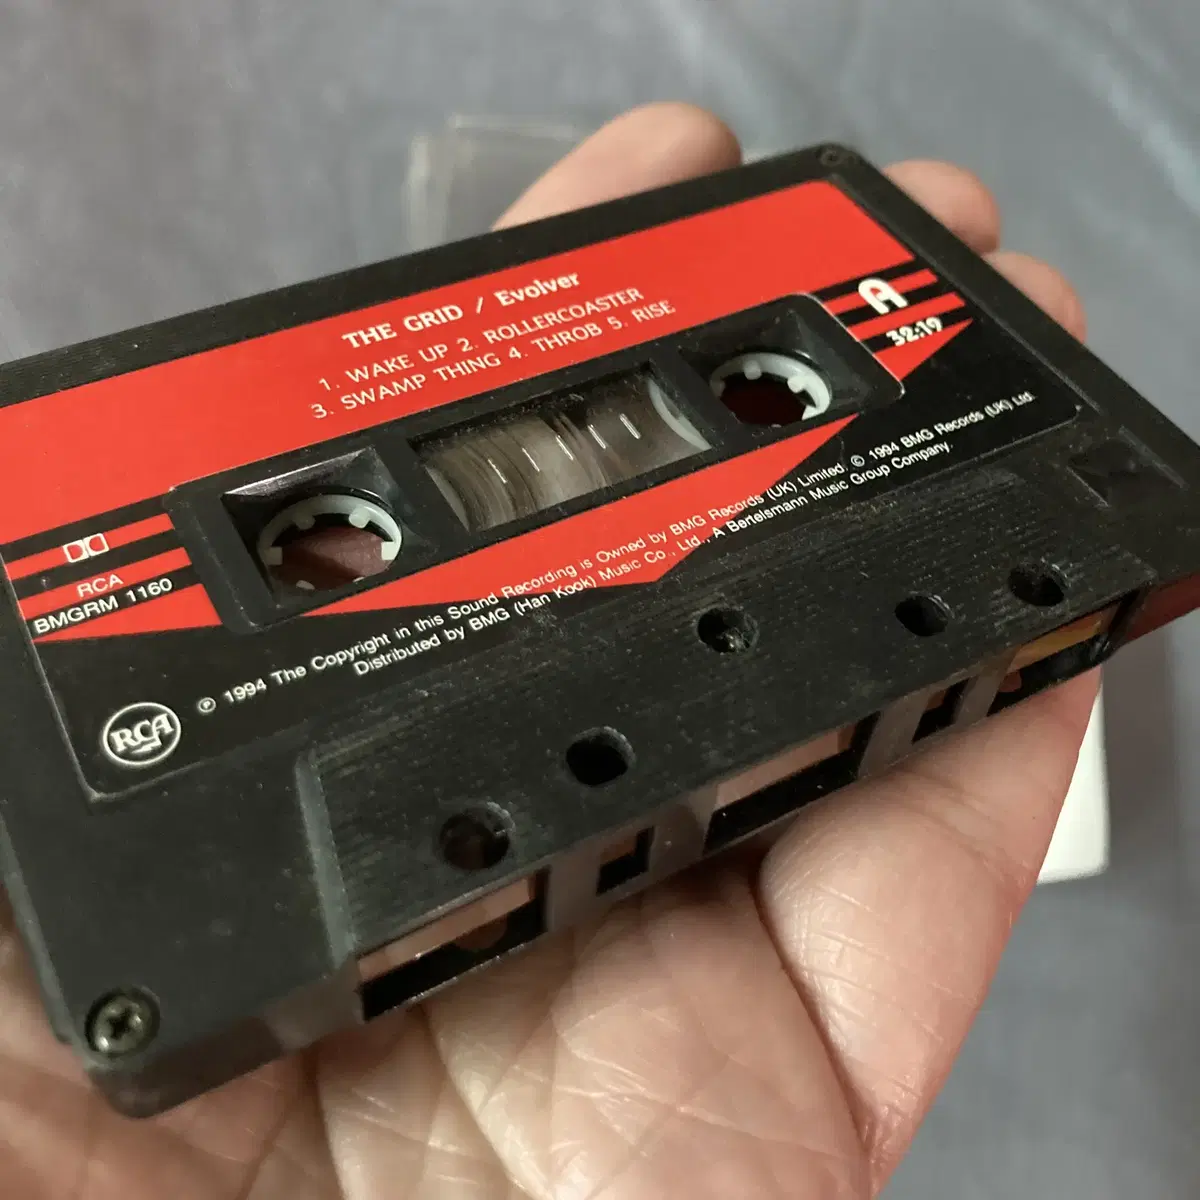 THE GRID / Evolver
1. WAKE UP 2. ROLLERCOASTER
3. SWAMP THING 4. THROB 5. RISE
A
32:19
RCA
BMGRM 1160
℗ 1994 The Copyright in this Sound Recording is Owned by BMG Records (UK) Limited. © 1994 BMG Records (UK) Ltd.
Distributed by BMG (Han Kook) Music Co., Ltd., A Bertelsmann Music Group Company.
RCA